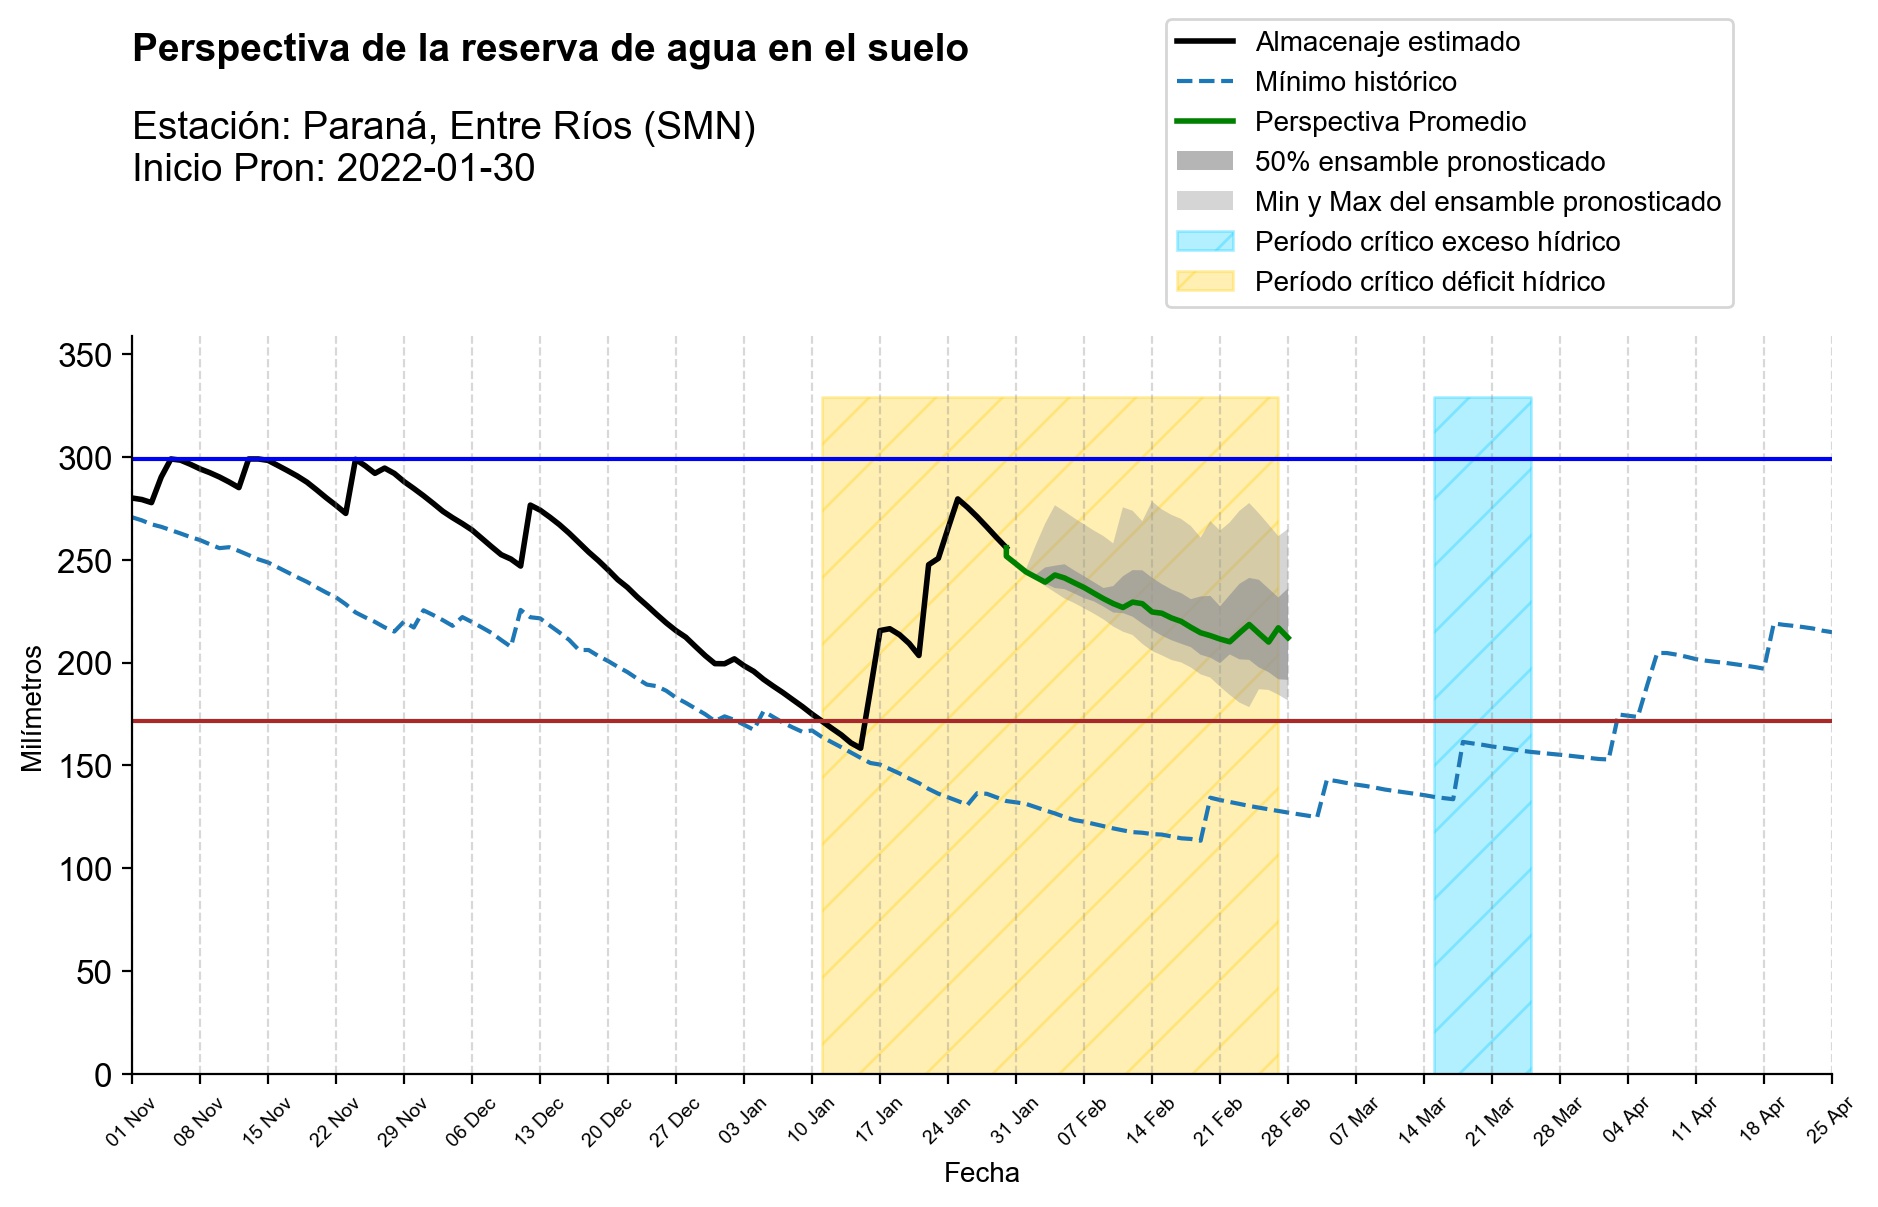 Perspectiva de la reserva de agua en el suelo
Estación: Paraná, Entre Ríos (SMN)
Inicio Pron: 2022-01-30
Almacenaje estimado
Mínimo histórico
Perspectiva Promedio
50% ensamble pronosticado
Min y Max del ensamble pronosticado
Período crítico exceso hídrico
Período crítico déficit hídrico
Milímetros
350
300
250
200
150
100
50
0
01 Nov
08 Nov
15 Nov
22 Nov
29 Nov
06 Dec
13 Dec
20 Dec
27 Dec
03 Jan
10 Jan
17 Jan
24 Jan
31 Jan
07 Feb
14 Feb
21 Feb
28 Feb
07 Mar
14 Mar
21 Mar
28 Mar
04 Apr
11 Apr
18 Apr
25 Apr
Fecha